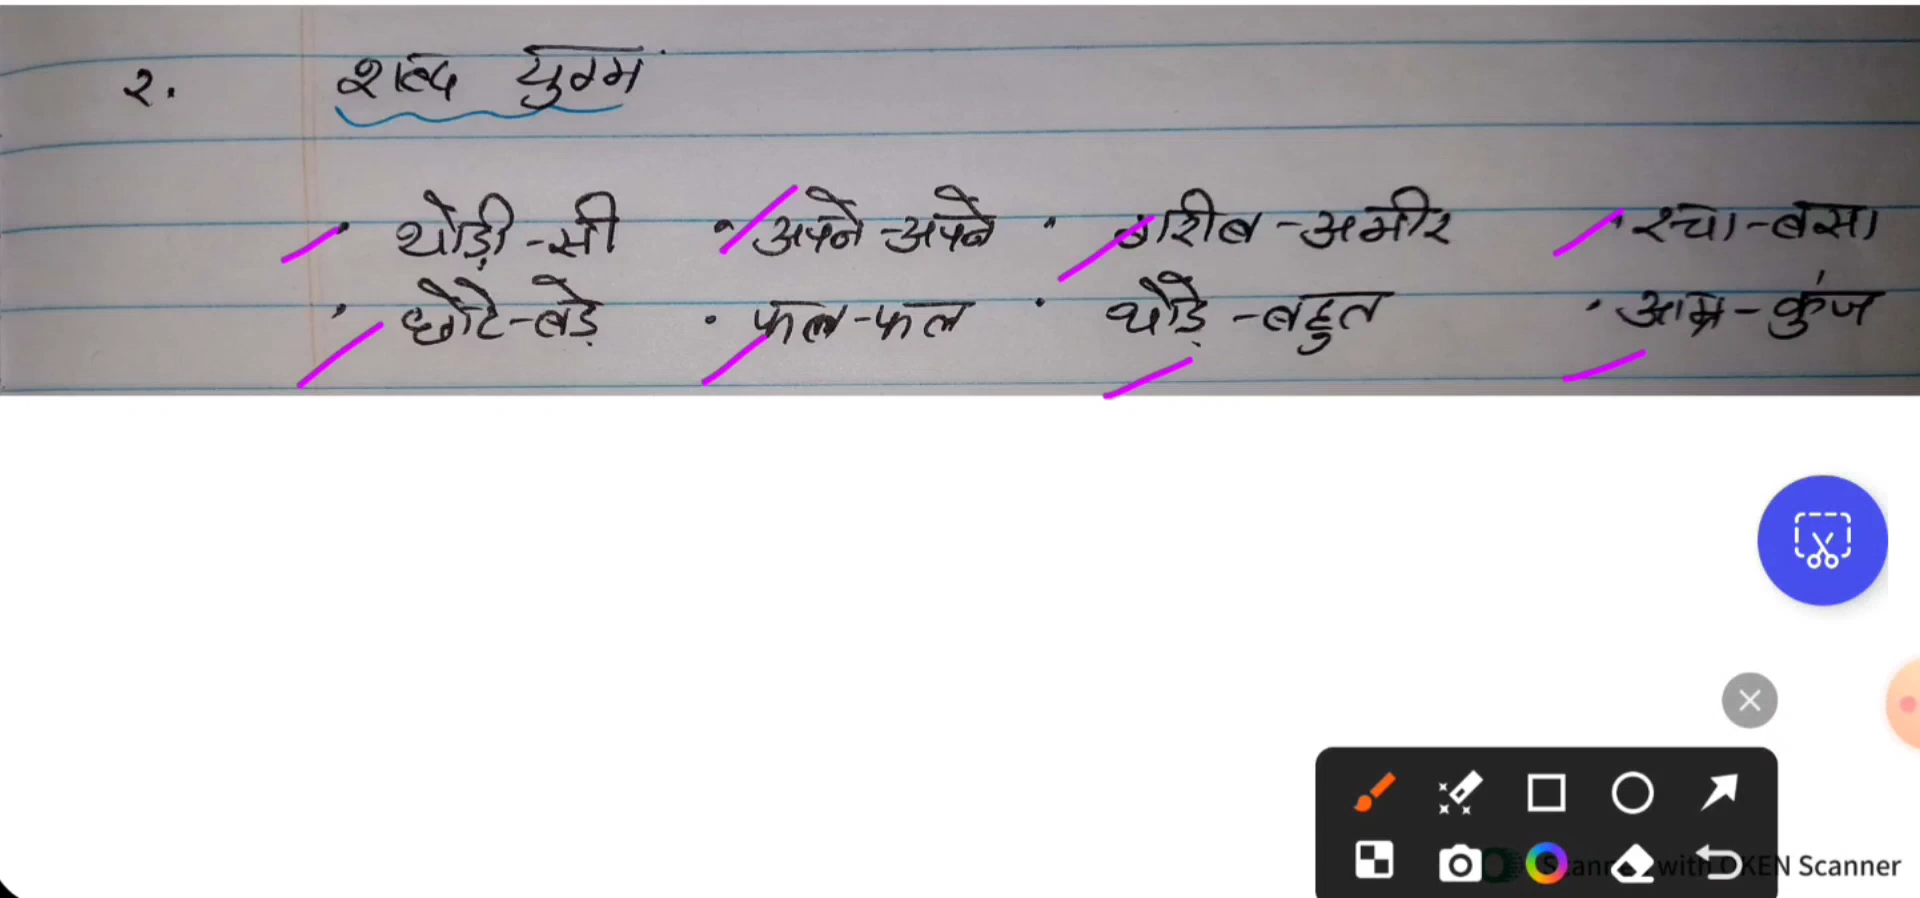 २. शब्द युग्म
• थोड़ी-सी • अपने-अपने • गरीब-अमीर • रचा-बसा
• छोटे-बड़े • फल-फल • थोड़े-बहुत • आम्र-कुंज
Scanned with OKEN Scanner